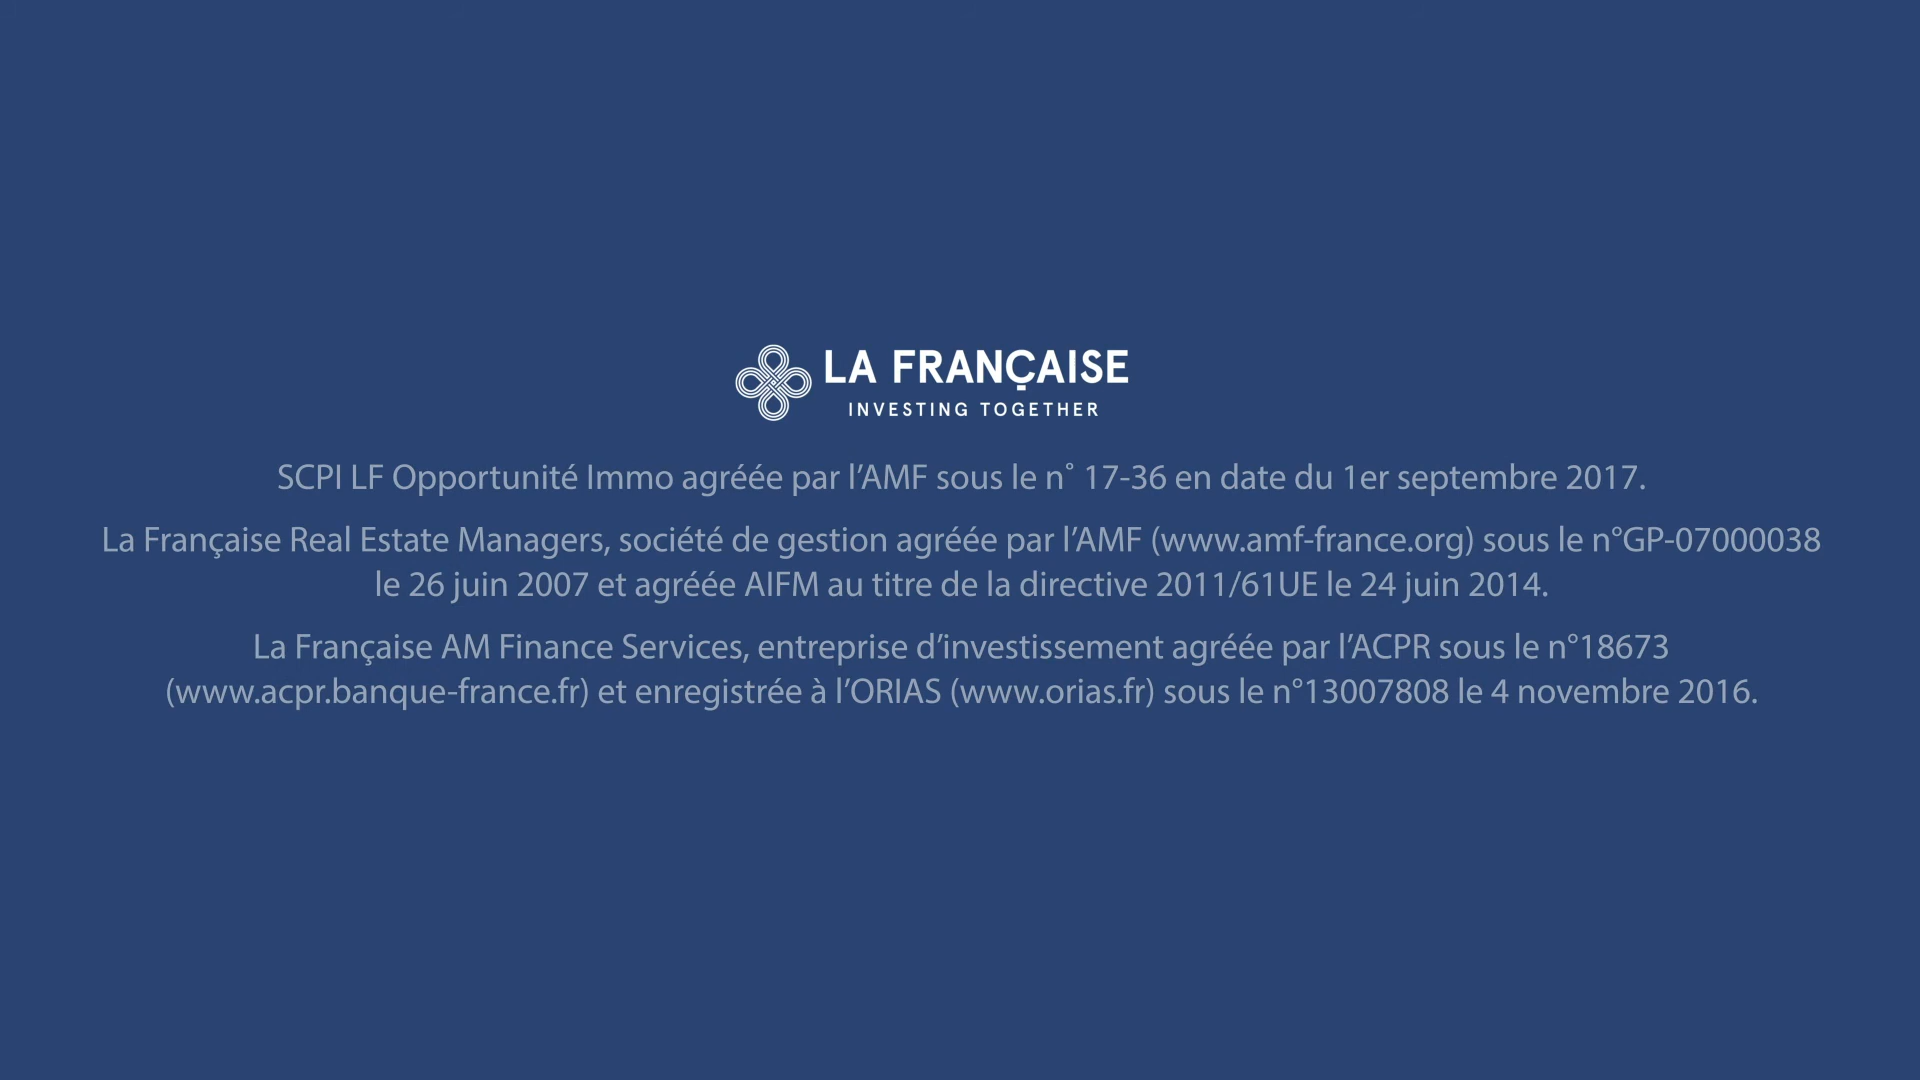 LA FRANÇAISE
INVESTING TOGETHER
SCPI LF Opportunité Immo agréée par l’AMF sous le n˚ 17-36 en date du 1er septembre 2017.
La Française Real Estate Managers, société de gestion agréée par l’AMF (www.amf-france.org) sous le n°GP-07000038
le 26 juin 2007 et agréée AIFM au titre de la directive 2011/61UE le 24 juin 2014.
La Française AM Finance Services, entreprise d’investissement agréée par l’ACPR sous le n°18673
(www.acpr.banque-france.fr) et enregistrée à l’ORIAS (www.orias.fr) sous le n°13007808 le 4 novembre 2016.